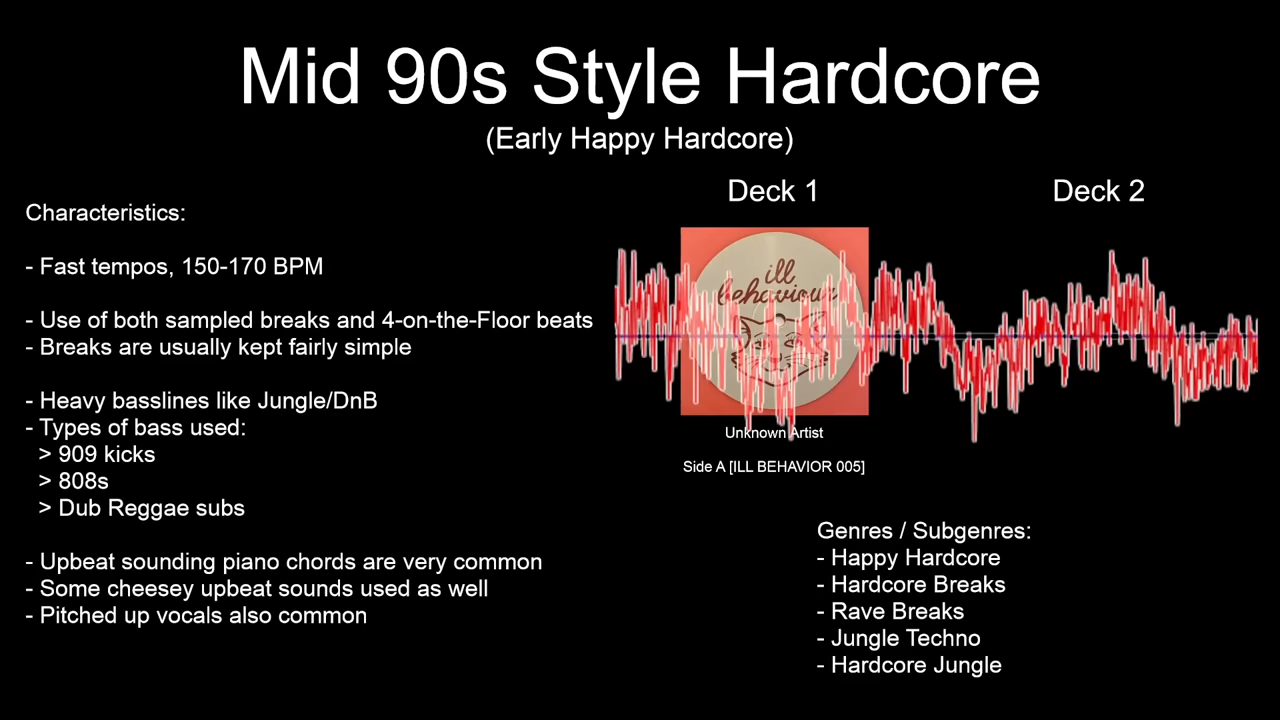 Mid 90s Style Hardcore
(Early Happy Hardcore)
Characteristics:
- Fast tempos, 150-170 BPM
- Use of both sampled breaks and 4-on-the-Floor beats
- Breaks are usually kept fairly simple
- Heavy basslines like Jungle/DnB
- Types of bass used:
> 909 kicks
> 808s
> Dub Reggae subs
- Upbeat sounding piano chords are very common
- Some cheesey upbeat sounds used as well
- Pitched up vocals also common
Deck 1
Deck 2
ill
behaviour
Unknown Artist
Side A [ILL BEHAVIOR 005]
Genres / Subgenres:
- Happy Hardcore
- Hardcore Breaks
- Rave Breaks
- Jungle Techno
- Hardcore Jungle